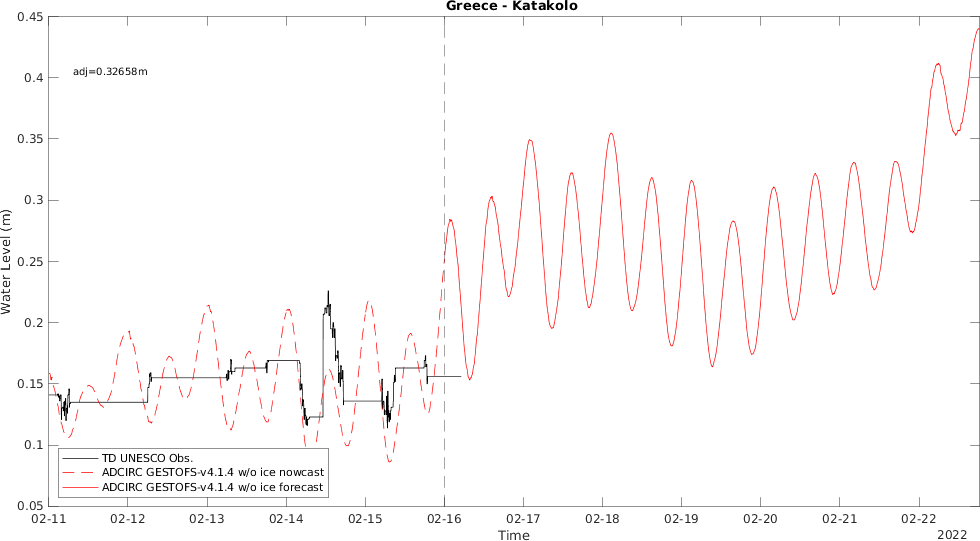 Greece - Katakolo
0.45
0.4
0.35
0.3
0.25
0.2
0.15
0.1
0.05
Water Level (m)
adj=0.32658m
TD UNESCO Obs.
ADCIRC GESTOFS-v4.1.4 w/o ice nowcast
ADCIRC GESTOFS-v4.1.4 w/o ice forecast
02-11 02-12 02-13 02-14 02-15 02-16 02-17 02-18 02-19 02-20 02-21 02-22
Time
2022